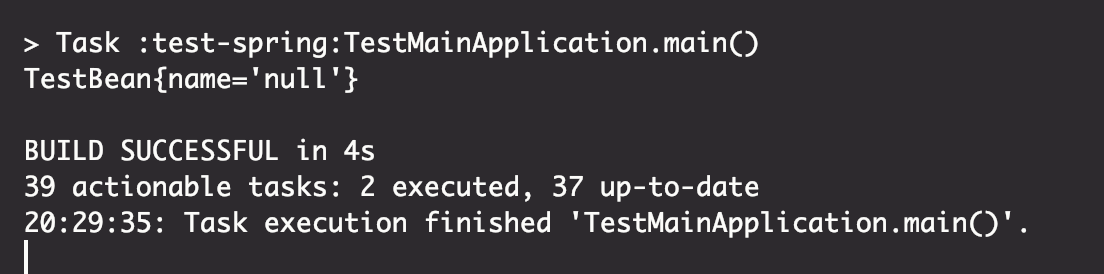 > Task :test-spring:TestMainApplication.main()
TestBean{name='null'}
BUILD SUCCESSFUL in 4s
39 actionable tasks: 2 executed, 37 up-to-date
20:29:35: Task execution finished 'TestMainApplication.main()'.